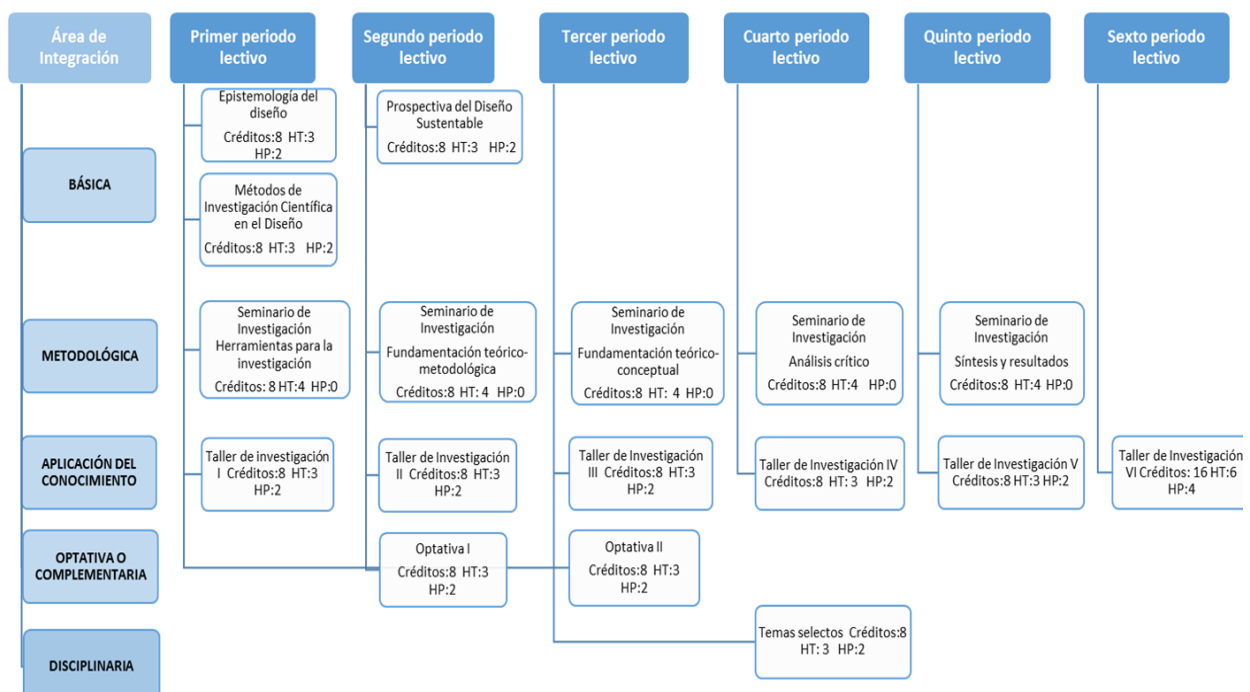 Área de
Integración
Primer periodo
lectivo
Segundo periodo
lectivo
Tercer periodo
lectivo
Cuarto periodo
lectivo
Quinto periodo
lectivo
Sexto periodo
lectivo
BÁSICA
Epistemología del
diseño
Créditos:8 HT:3
HP:2
Prospectiva del Diseño
Sustentable
Créditos:8 HT:3 HP:2
Métodos de
Investigación Científica
en el Diseño
Créditos:8 HT:3 HP:2
METODOLÓGICA
Seminario de
Investigación
Herramientas para la
investigación
Créditos: 8 HT:4 HP:0
Seminario de
Investigación
Fundamentación teórico-
metodológica
Créditos:8 HT: 4 HP:0
Seminario de
Investigación
Fundamentación teórico-
conceptual
Créditos:8 HT: 4 HP:0
Seminario de
Investigación
Análisis crítico
Créditos:8 HT:4 HP:0
Seminario de
Investigación
Síntesis y resultados
Créditos:8 HT:4 HP:0
APLICACIÓN DEL
CONOCIMIENTO
Taller de investigación
I Créditos:8 HT:3
HP:2
Taller de Investigación
II Créditos:8 HT:3
HP:2
Taller de Investigación
III Créditos:8 HT:3
HP:2
Taller de Investigación IV
Créditos:8 HT: 3 HP:2
Taller de Investigación V
Créditos:8 HT:3 HP:2
Taller de Investigación
VI Créditos: 16 HT:6
HP:4
OPTATIVA O
COMPLEMENTARIA
Optativa I
Créditos:8 HT:3
HP:2
Optativa II
Créditos:8 HT:3
HP:2
DISCIPLINARIA
Temas selectos Créditos:8
HT: 3 HP:2